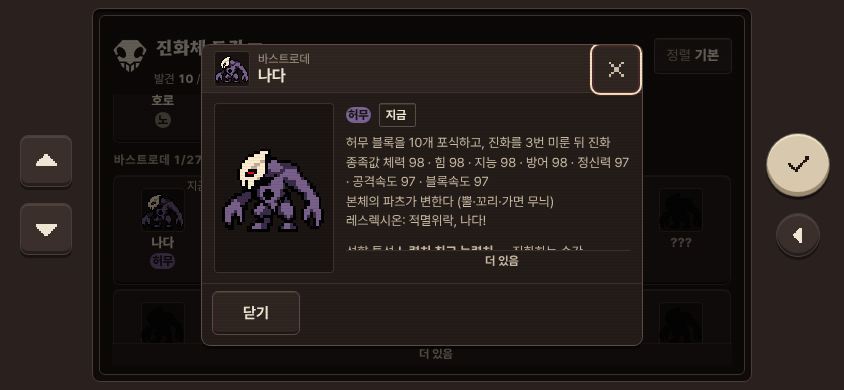 발견 10 /
정렬 기본
호로
노
바스트로데 1/27
나다
허무
???
바스트로데
나다
허무 지금
허무 블록을 10개 포식하고, 진화를 3번 미룬 뒤 진화
종족값 체력 98 · 힘 98 · 지능 98 · 방어 98 · 정신력 97
· 공격속도 97 · 블록속도 97
본체의 파츠가 변한다 (뿔·꼬리·가면 무늬)
레스렉시온: 적멸위락, 나다!
더 있음
닫기
더 있음